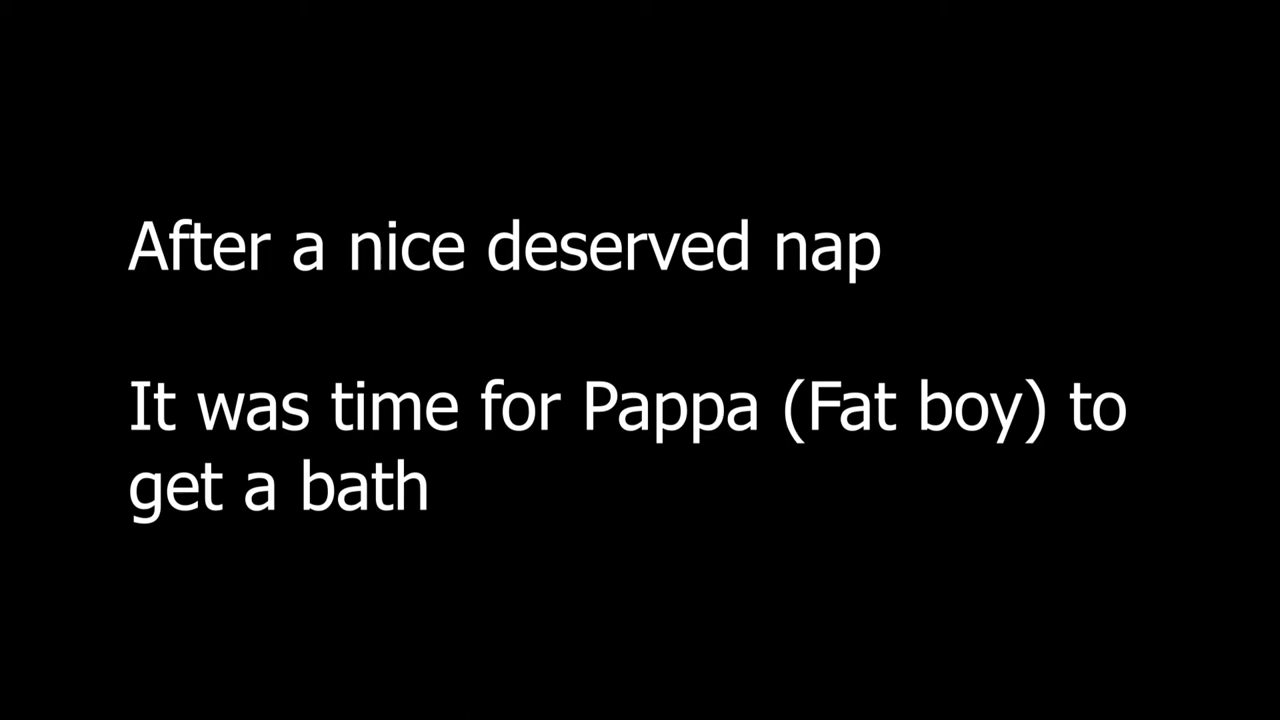 After a nice deserved nap
It was time for Pappa (Fat boy) to
get a bath